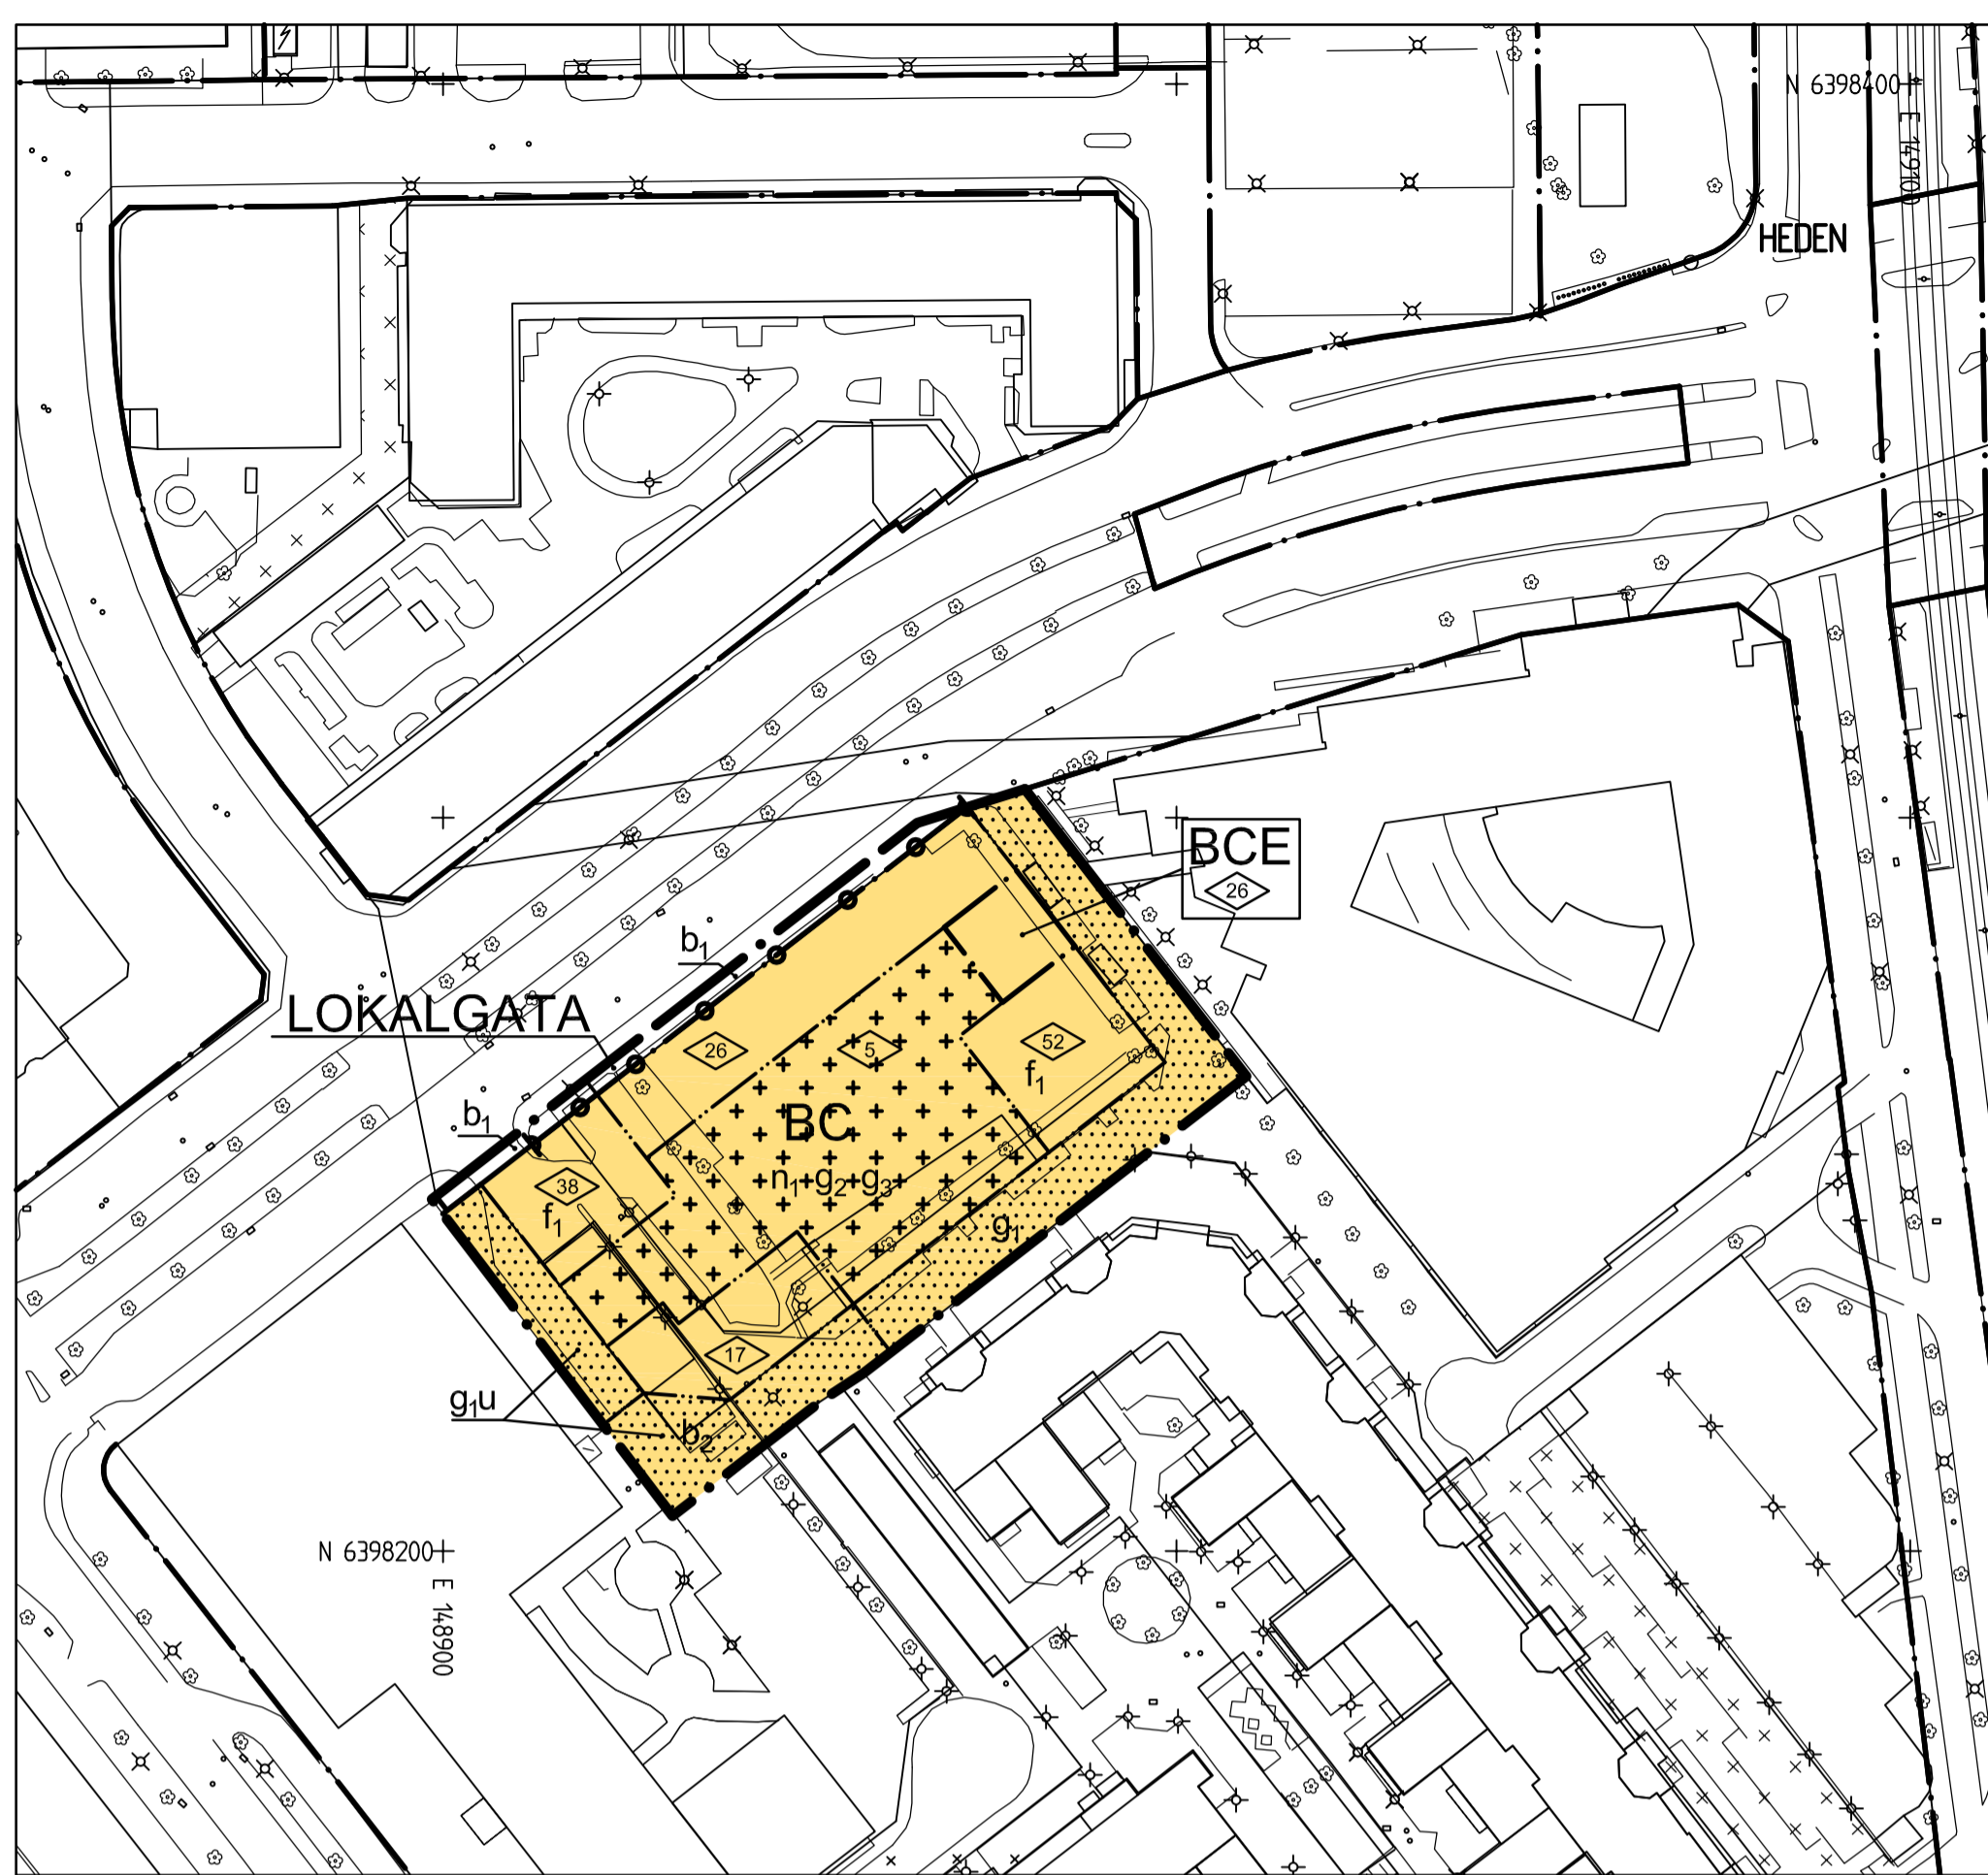 N 6398400
E 149100
HEDEN
BCE
26
b₁
LOKALGATA
26
5
52
f₁
b₁
BC
38
n₁ g₂ g₃
f₁
g₁
17
g₁u
b₂
N 6398200
E 148900